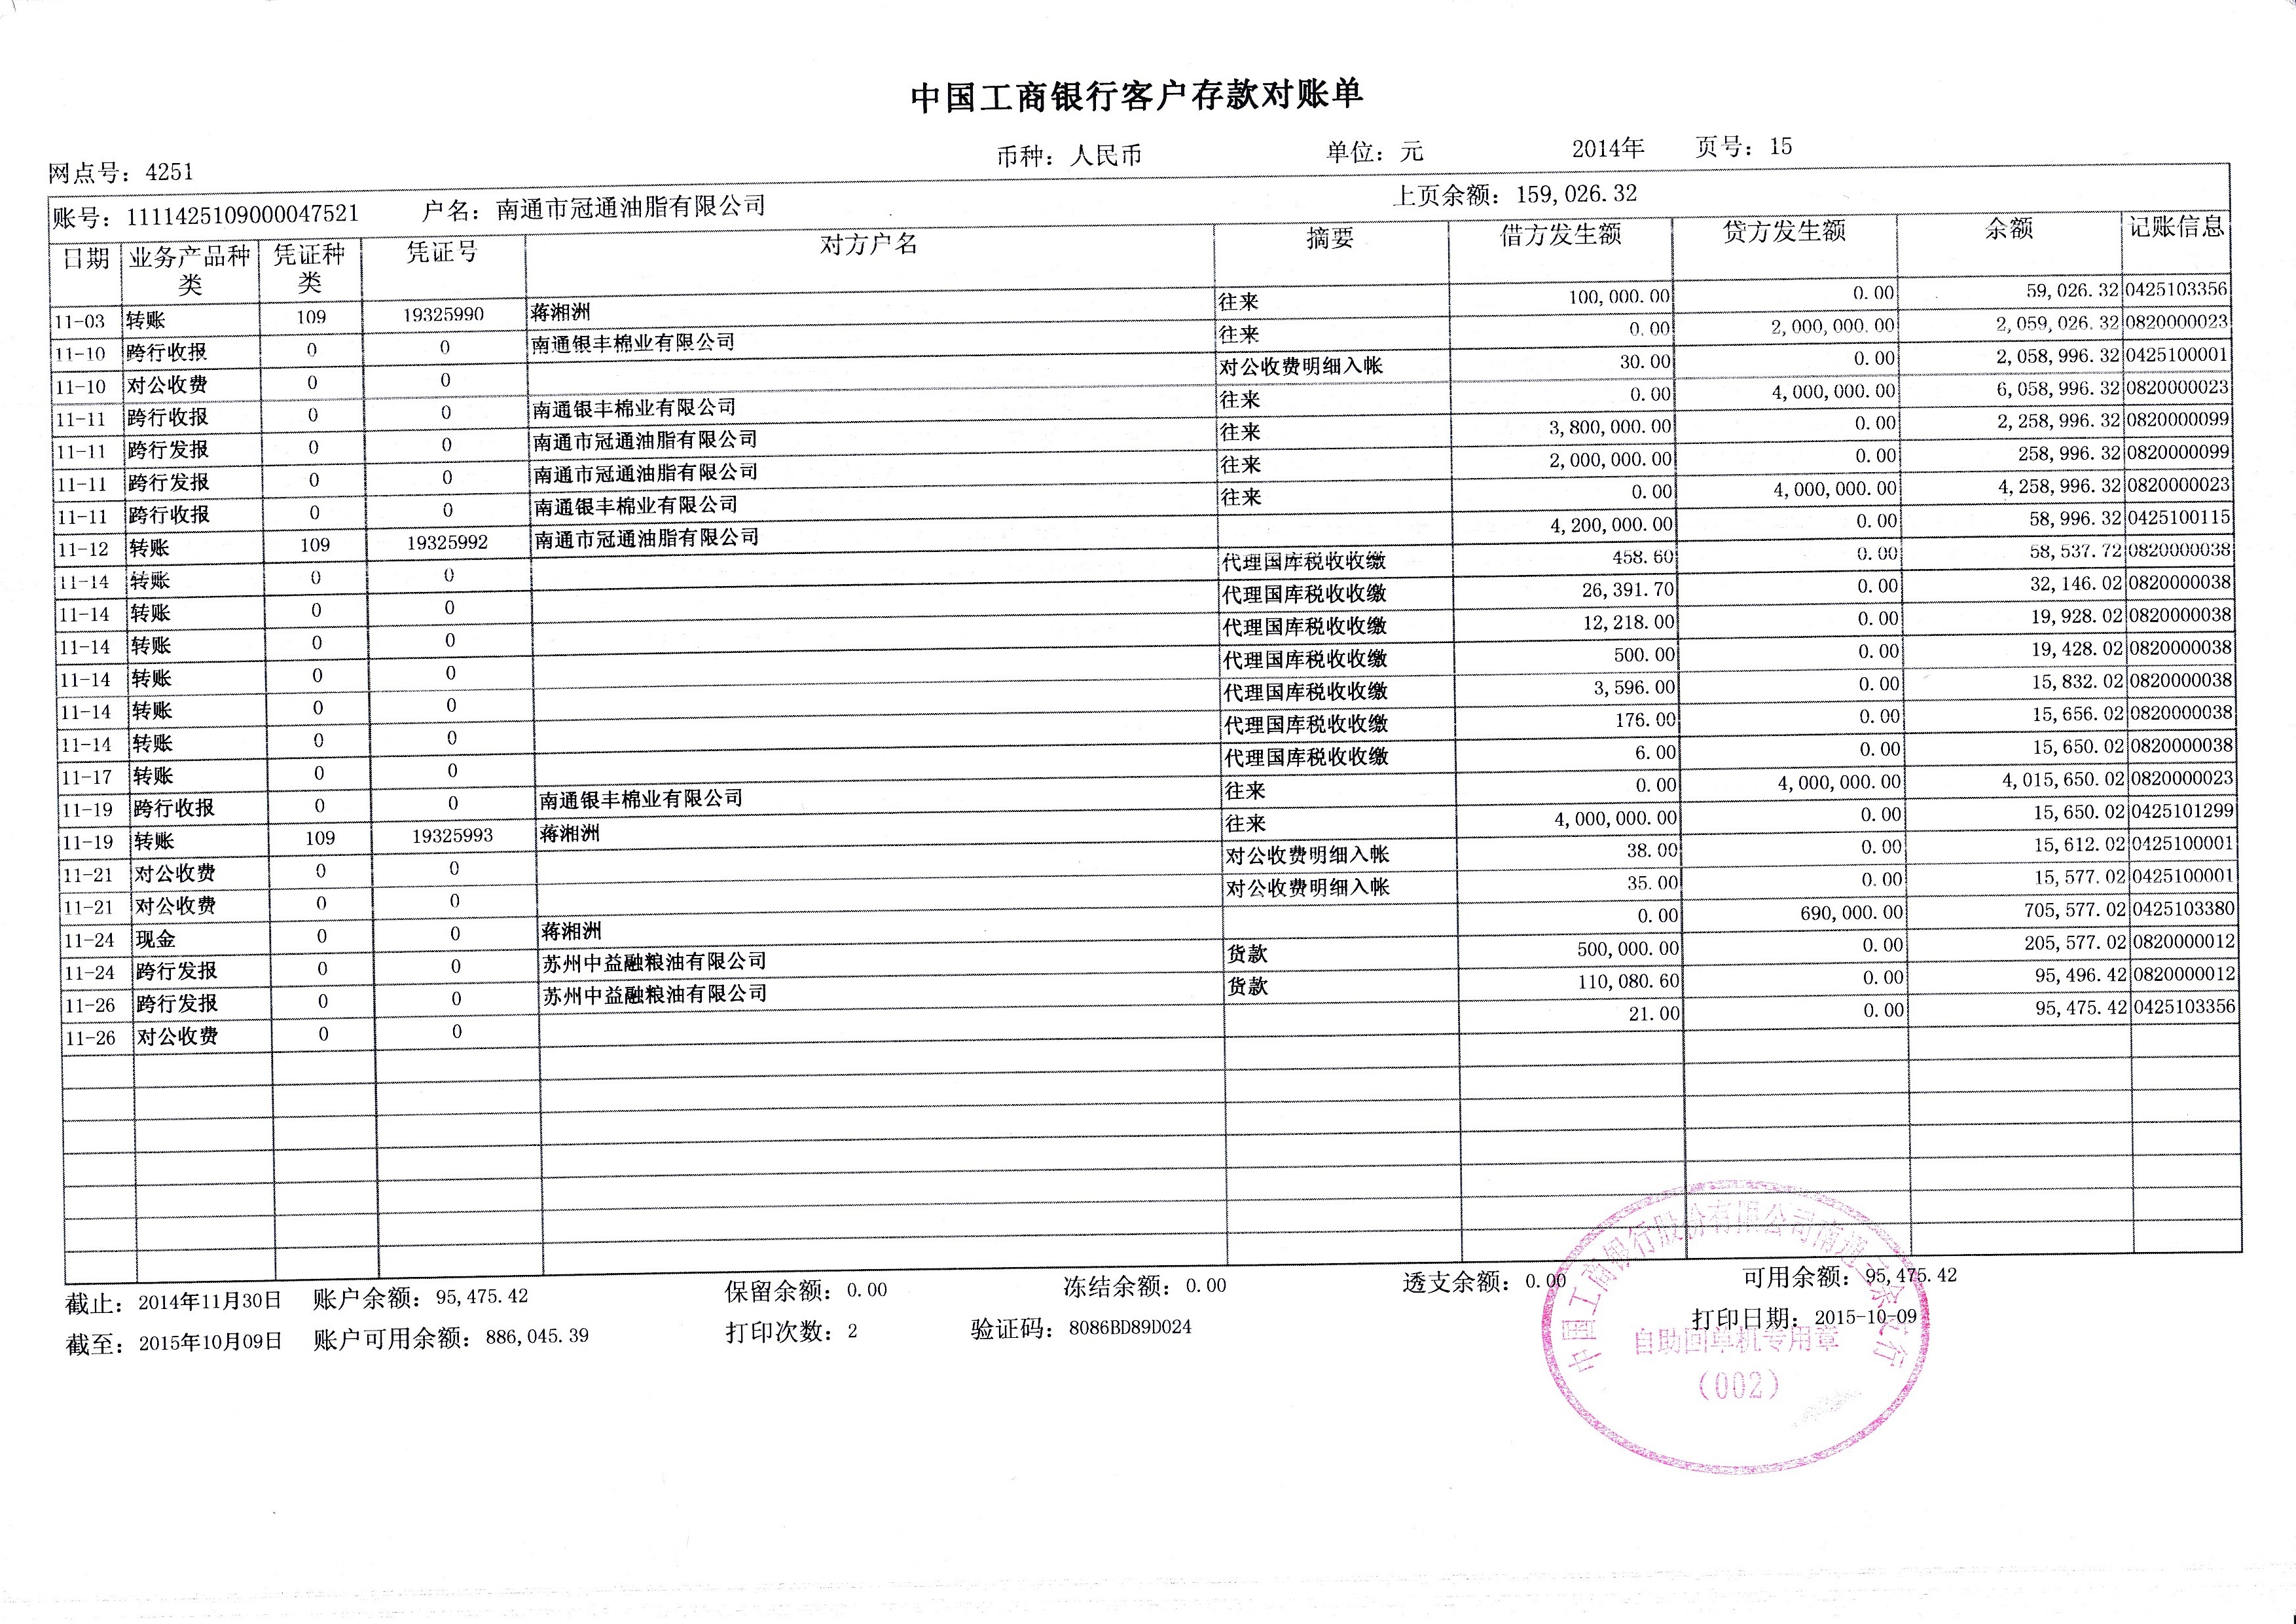 中国工商银行客户存款对账单
网点号：4251 币种：人民币 单位：元 2014年 页号：15
账号：1111425109000047521 户名：南通市冠通油脂有限公司 上页余额：159,026.32
日期 业务产品种类 凭证种类 凭证号 对方户名 摘要 借方发生额 贷方发生额 余额 记账信息
11-03 转账 109 19325990 蒋湘洲 往来 100,000.00 0.00 59,026.32 0425103356
11-10 跨行收报 0 0 南通银丰棉业有限公司 往来 0.00 2,000,000.00 2,059,026.32 0820000023
11-10 对公收费 0 0 对公收费明细入帐 30.00 0.00 2,058,996.32 0425100001
11-11 跨行收报 0 0 南通银丰棉业有限公司 往来 0.00 4,000,000.00 6,058,996.32 0820000023
11-11 跨行发报 0 0 南通市冠通油脂有限公司 往来 3,800,000.00 0.00 2,258,996.32 0820000099
11-11 跨行发报 0 0 南通市冠通油脂有限公司 往来 2,000,000.00 0.00 258,996.32 0820000099
11-11 跨行收报 0 0 南通银丰棉业有限公司 往来 0.00 4,000,000.00 4,258,996.32 0820000023
11-12 转账 109 19325992 南通市冠通油脂有限公司 4,200,000.00 0.00 58,996.32 0425100115
11-14 转账 0 0 代理国库税收收缴 458.60 0.00 58,537.72 0820000038
11-14 转账 0 0 代理国库税收收缴 26,391.70 0.00 32,146.02 0820000038
11-14 转账 0 0 代理国库税收收缴 12,218.00 0.00 19,928.02 0820000038
11-14 转账 0 0 代理国库税收收缴 500.00 0.00 19,428.02 0820000038
11-14 转账 0 0 代理国库税收收缴 3,596.00 0.00 15,832.02 0820000038
11-14 转账 0 0 代理国库税收收缴 176.00 0.00 15,656.02 0820000038
11-17 转账 0 0 代理国库税收收缴 6.00 0.00 15,650.02 0820000038
11-19 跨行收报 0 0 南通银丰棉业有限公司 往来 0.00 4,000,000.00 4,015,650.02 0820000023
11-19 转账 109 19325993 蒋湘洲 往来 4,000,000.00 0.00 15,650.02 0425101299
11-21 对公收费 0 0 对公收费明细入帐 38.00 0.00 15,612.02 0425100001
11-21 对公收费 0 0 对公收费明细入帐 35.00 0.00 15,577.02 0425100001
11-24 现金 0 0 蒋湘洲 0.00 690,000.00 705,577.02 0425103380
11-24 跨行发报 0 0 苏州中益融粮油有限公司 货款 500,000.00 0.00 205,577.02 0820000012
11-26 跨行发报 0 0 苏州中益融粮油有限公司 货款 110,080.60 0.00 95,496.42 0820000012
11-26 对公收费 0 0 21.00 0.00 95,475.42 0425103356
截止：2014年11月30日 账户余额：95,475.42 保留余额：0.00 冻结余额：0.00 透支余额：0.00 可用余额：95,475.42
截至：2015年10月09日 账户可用余额：886,045.39 打印次数：2 验证码：8086BD89D024 打印日期：2015-10-09
中国工商银行股份有限公司南通 行
自助回单机专用章
（002）